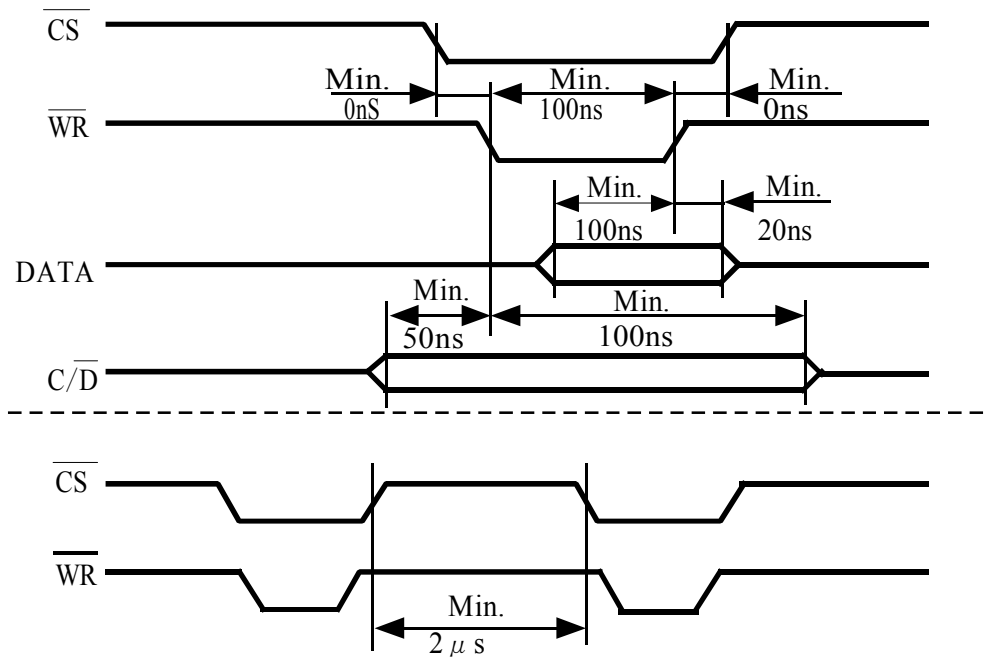 CS
Min. Min. Min.
0nS 100ns 0ns
WR
Min. Min.
100ns 20ns
DATA
Min. Min.
50ns 100ns
C/D
CS
WR
Min.
2 μ s